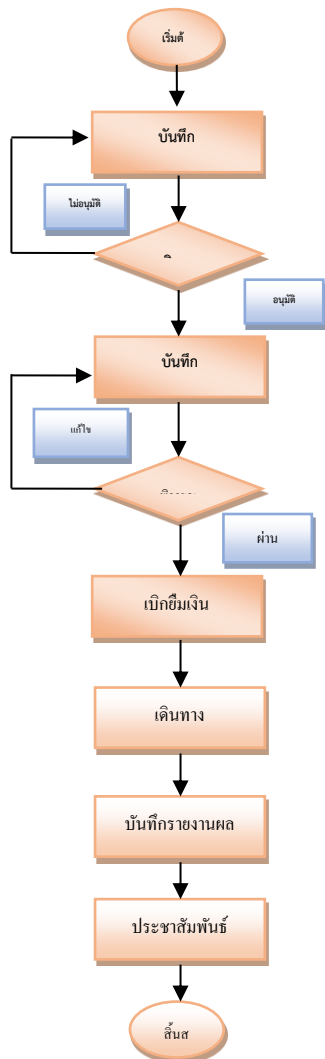 เริ่มต้
บันทึก
ไม่อนุมัติ
อนุมัติ
บันทึก
แก้ไข
ผ่าน
เบิกยืมเงิน
เดินทาง
บันทึกรายงานผล
ประชาสัมพันธ์
สิ้นส